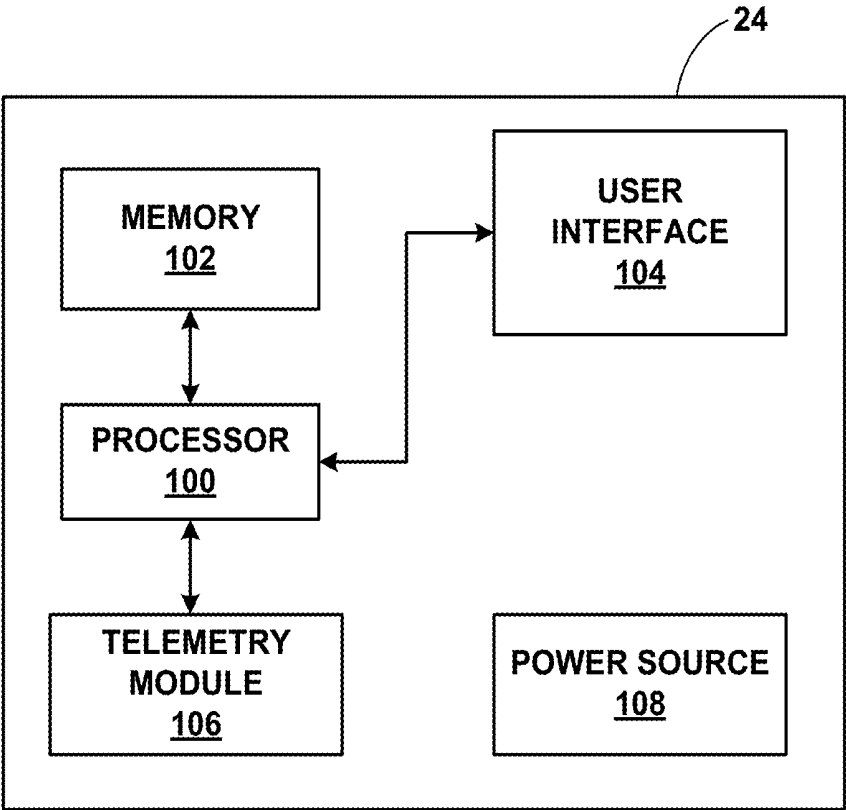 24
MEMORY
102
USER
INTERFACE
104
PROCESSOR
100
TELEMETRY
MODULE
106
POWER SOURCE
108